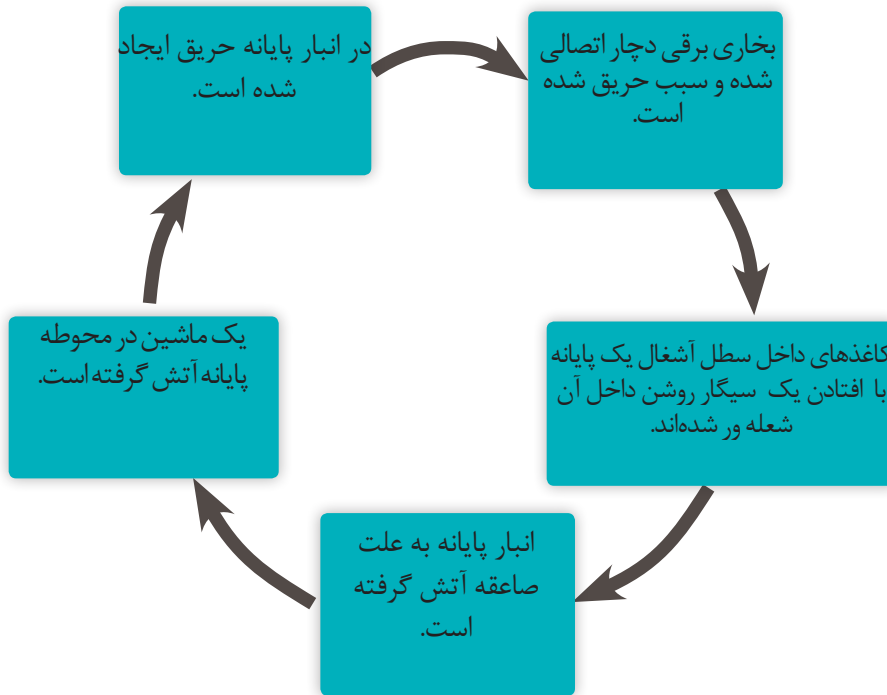 در انبار پایانه حریق ایجاد
شده است.
بخاری برقی دچار اتصالی
شده و سبب حریق شده
است.
کاغذهای داخل سطل آشغال یک پایانه
با افتادن یک سیگار روشن داخل آن
شعله ور شده‌اند.
انبار پایانه به علت
صاعقه آتش گرفته
است.
یک ماشین در محوطه
پایانه آتش گرفته است.